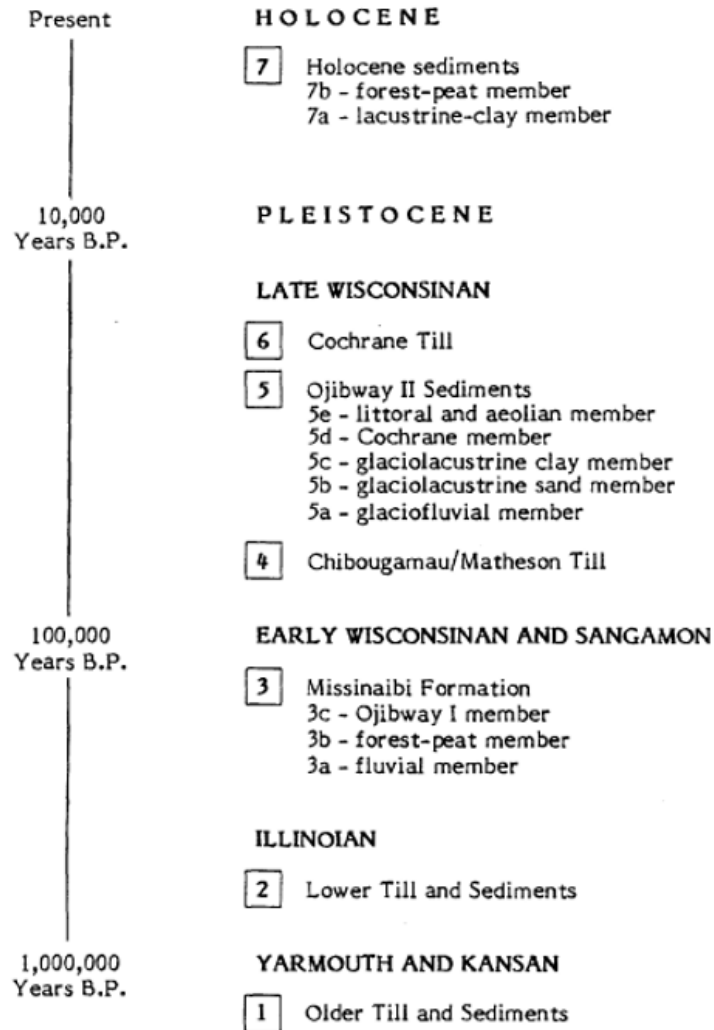 Present
HOLOCENE
7 Holocene sediments
7b - forest-peat member
7a - lacustrine-clay member
10,000
Years B.P.
PLEISTOCENE
LATE WISCONSINAN
6 Cochrane Till
5 Ojibway II Sediments
5e - littoral and aeolian member
5d - Cochrane member
5c - glaciolacustrine clay member
5b - glaciolacustrine sand member
5a - glaciofluvial member
4 Chibougamau/Matheson Till
100,000
Years B.P.
EARLY WISCONSINAN AND SANGAMON
3 Missinaibi Formation
3c - Ojibway I member
3b - forest-peat member
3a - fluvial member
ILLINOIAN
2 Lower Till and Sediments
1,000,000
Years B.P.
YARMOUTH AND KANSAN
1 Older Till and Sediments